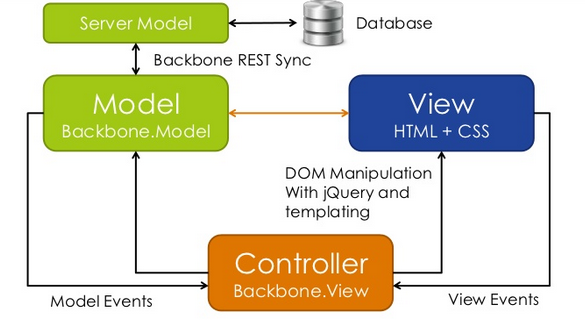 Server Model
Database
Backbone REST Sync
Model
Backbone.Model
View
HTML + CSS
DOM Manipulation
With jQuery and
templating
Controller
Backbone.View
Model Events
View Events